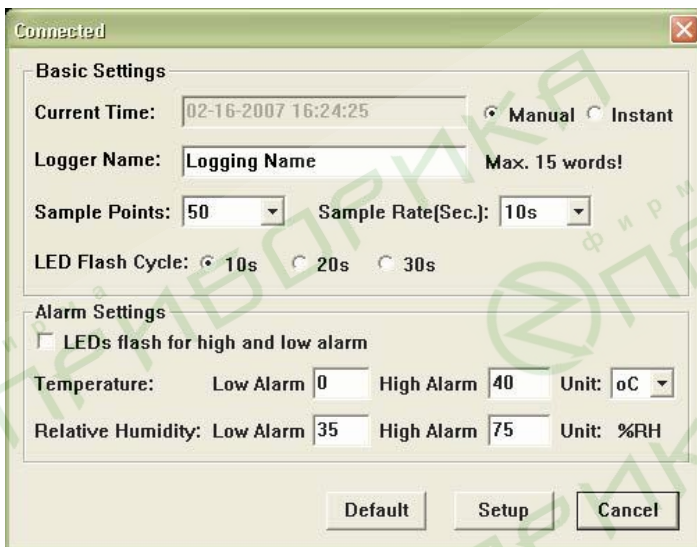 Connected
Basic Settings
Current Time: 02-16-2007 16:24:25 Manual Instant
Logger Name: Logging Name Max. 15 words!
Sample Points: 50 Sample Rate(Sec.): 10s
LED Flash Cycle: 10s 20s 30s
Alarm Settings
LEDs flash for high and low alarm
Temperature: Low Alarm 0 High Alarm 40 Unit: oC
Relative Humidity: Low Alarm 35 High Alarm 75 Unit: %RH
Default Setup Cancel
фирма
ПРИБОРИКА